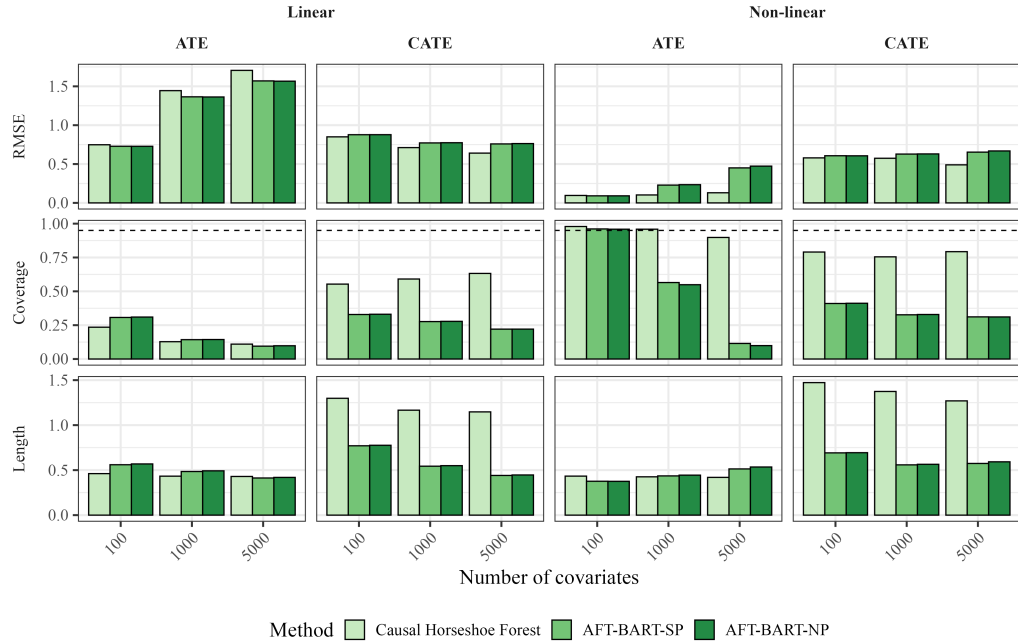 Linear Non-linear
ATE CATE ATE CATE
RMSE
1.5
1.0
0.5
0.0
Coverage
1.00
0.75
0.50
0.25
0.00
Length
1.5
1.0
0.5
0.0
100 1000 5000 100 1000 5000 100 1000 5000 100 1000 5000
Number of covariates
Method Causal Horseshoe Forest AFT-BART-SP AFT-BART-NP